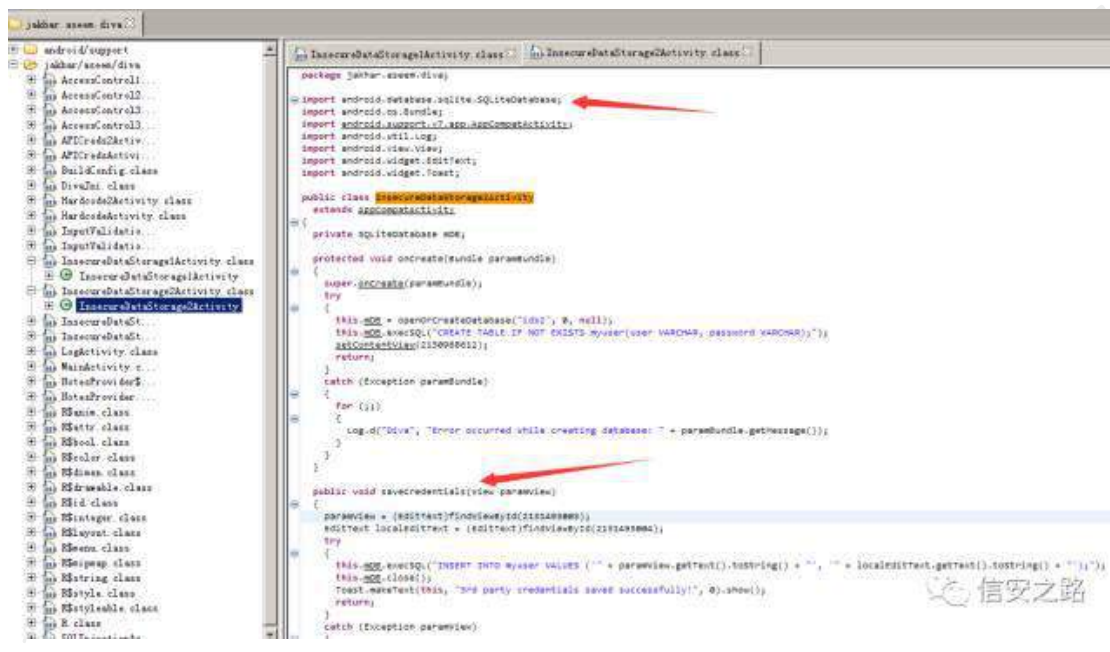 jakhar.aseem.diva
android/support
jakhar/aseem/diva
AccessControl1...
AccessControl2...
AccessControl3...
AccessControl3...
APICreds2Activ...
APICredsActivi...
BuildConfig.class
DivaJni.class
Hardcode2Activity.class
HardcodeActivity.class
InputValidatio...
InputValidatio...
InsecureDataStorage1Activity.class
InsecureDataStorage1Activity
InsecureDataStorage2Activity.class
InsecureDataStorage2Activity
InsecureDataSt...
InsecureDataSt...
LogActivity.class
MainActivity.c...
NotesProvider$...
NotesProvider....
R$anim.class
R$attr.class
R$bool.class
R$color.class
R$dimen.class
R$drawable.class
R$id.class
R$integer.class
R$layout.class
R$menu.class
R$mipmap.class
R$string.class
R$style.class
R$styleable.class
R.class
InsecureDataStorage1Activity.class
InsecureDataStorage2Activity.class
package jakhar.aseem.diva;
import android.database.sqlite.SQLiteDatabase;
import android.os.Bundle;
import android.support.v7.app.AppCompatActivity;
import android.util.Log;
import android.view.View;
import android.widget.EditText;
import android.widget.Toast;
public class InsecureDataStorage2Activity
extends AppCompatActivity
{
private SQLiteDatabase mDB;
protected void onCreate(Bundle paramBundle)
{
super.onCreate(paramBundle);
try
{
this.mDB = openOrCreateDatabase("ids2", 0, null);
this.mDB.execSQL("CREATE TABLE IF NOT EXISTS myuser(user VARCHAR, password VARCHAR);");
setContentView(2130968612);
return;
}
catch (Exception paramBundle)
{
for (;;)
{
Log.d("Diva", "Error occurred while creating database: " + paramBundle.getMessage());
}
}
}
public void saveCredentials(View paramView)
{
paramView = (EditText)findViewById(2131493003);
EditText localEditText = (EditText)findViewById(2131493004);
try
{
this.mDB.execSQL("INSERT INTO myuser VALUES ('" + paramView.getText().toString() + "', '" + localEditText.getText().toString() + "');");
this.mDB.close();
Toast.makeText(this, "3rd party credentials saved successfully!", 0).show();
return;
}
catch (Exception paramView)
{
信安之路